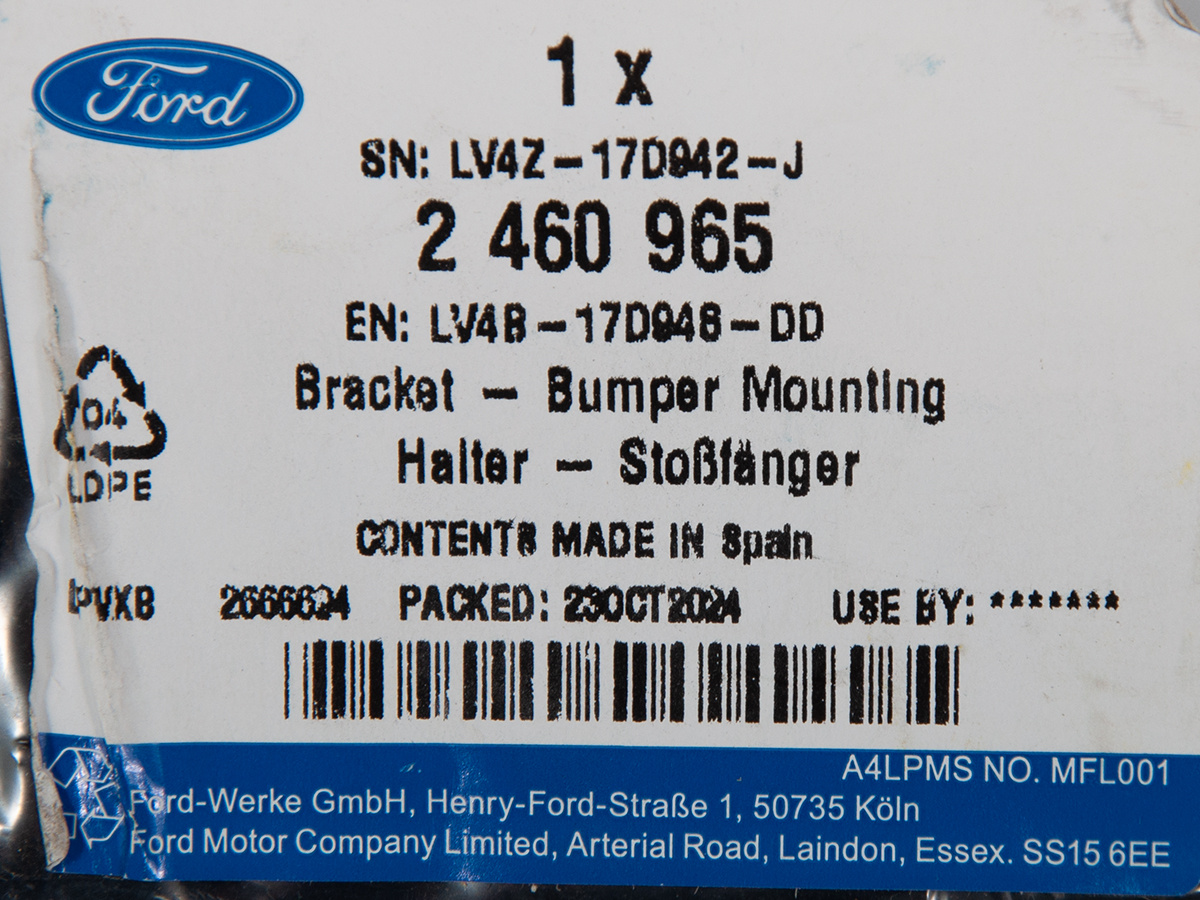 Ford
1 x
SN: LV4Z-17D942-J
2 460 965
EN: LV4B-17D948-DD
Bracket - Bumper Mounting
Halter - Stoßfänger
04
LDPE
CONTENTS MADE IN Spain
PACKED: 23OCT2024 USE BY: *******
A4LPMS NO. MFL001
Ford-Werke GmbH, Henry-Ford-Straße 1, 50735 Köln
Ford Motor Company Limited, Arterial Road, Laindon, Essex. SS15 6EE